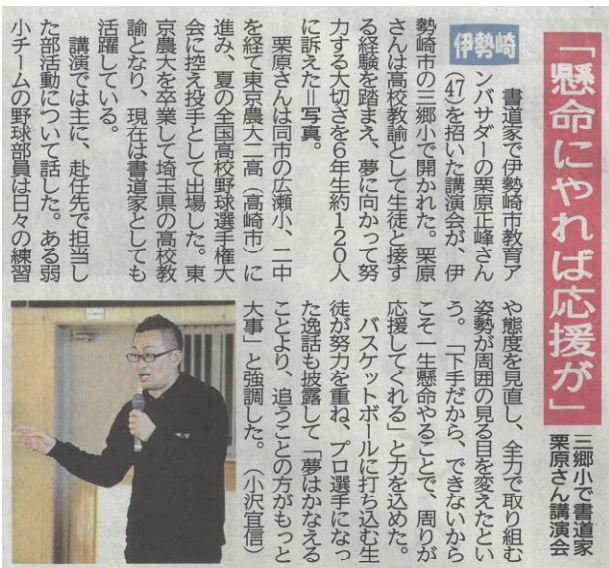 「懸命にやれば応援が」
三郷小で書道家
栗原さん講演会
伊勢崎
書道家で伊勢崎市教育ア
ンバサダーの栗原正峰さん
(47)を招いた講演会が、伊
勢崎市の三郷小で開かれた。栗原
さんは高校教諭として生徒と接す
る経験を踏まえ、夢に向かって努
力する大切さを6年生約120人
に訴えた＝写真。
栗原さんは同市の広瀬小、二中
を経て東京農大二高（高崎市）に
進み、夏の全国高校野球選手権大
会に控え投手として出場した。東
京農大を卒業して埼玉県の高校教
諭となり、現在は書道家としても
活躍している。
講演では主に、赴任先で担当し
た部活動について話した。ある弱
小チームの野球部員は日々の練習
や態度を見直し、全力で取り組む
姿勢が周囲の見る目を変えたとい
う。「下手だから、できないから
こそ一生懸命やることで、周りが
応援してくれる」と力を込めた。
バスケットボールに打ち込む生
徒が努力を重ね、プロ選手になっ
た逸話も披露して「夢はかなえる
ことより、追うことの方がもっと
大事」と強調した。（小沢宜信）